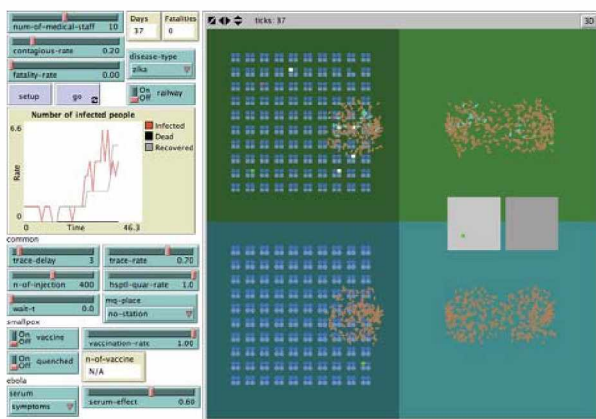 num-of-medical-staff 10
contagious-rate 0.20
fatality-rate 0.00
Days
37
Fatalities
0
disease-type
zika
setup
go
On
Off
railway
Number of infected people
6.6
Rate
0
0
Time
46.3
Infected
Dead
Recovered
common
trace-delay 3
trace-rate 0.70
n-of-injection 400
hsptl-quar-rate 1.0
wait-t 0.0
mq-place
no-station
smallpox
On
Off
vaccine
vaccination-rate 1.00
On
Off
quenched
n-of-vaccine
N/A
ebola
serum
symptoms
serum-effect 0.60
ticks: 37
3D